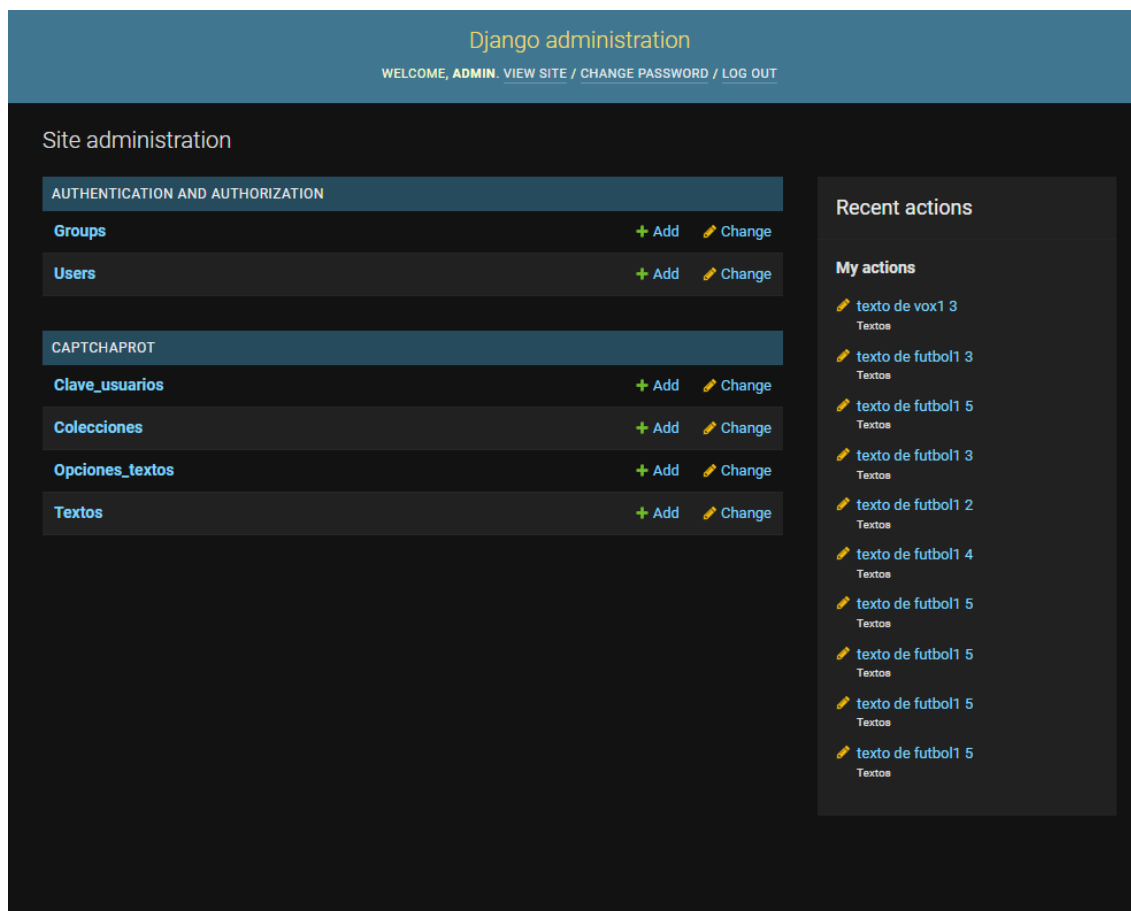 Django administration
WELCOME, ADMIN. VIEW SITE / CHANGE PASSWORD / LOG OUT
Site administration
AUTHENTICATION AND AUTHORIZATION
Groups Add Change
Users Add Change
CAPTCHAPROT
Clave_usuarios Add Change
Colecciones Add Change
Opciones_textos Add Change
Textos Add Change
Recent actions
My actions
texto de vox1 3
Textos
texto de futbol1 3
Textos
texto de futbol1 5
Textos
texto de futbol1 3
Textos
texto de futbol1 2
Textos
texto de futbol1 4
Textos
texto de futbol1 5
Textos
texto de futbol1 5
Textos
texto de futbol1 5
Textos
texto de futbol1 5
Textos